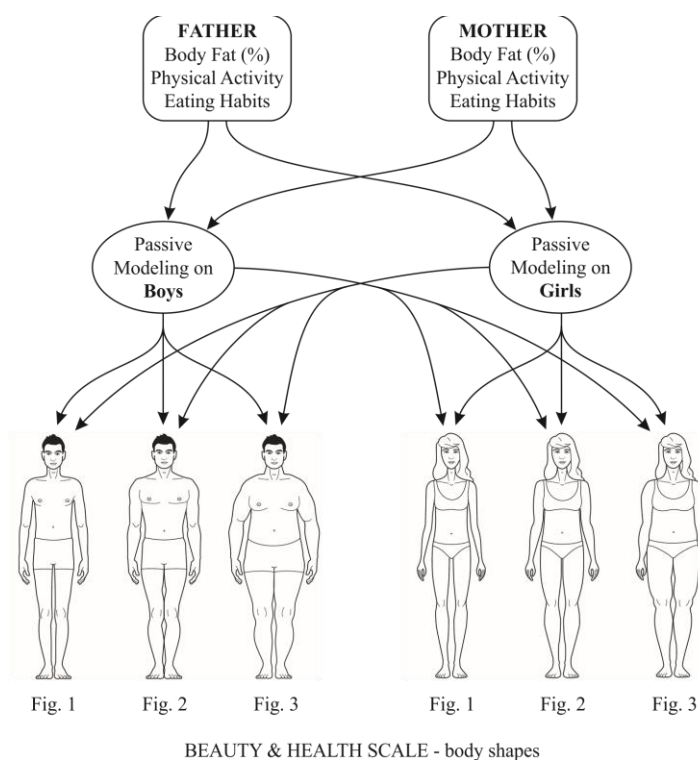 FATHER
Body Fat (%)
Physical Activity
Eating Habits
MOTHER
Body Fat (%)
Physical Activity
Eating Habits
Passive
Modeling on
Boys
Passive
Modeling on
Girls
Fig. 1
Fig. 2
Fig. 3
Fig. 1
Fig. 2
Fig. 3
BEAUTY & HEALTH SCALE - body shapes